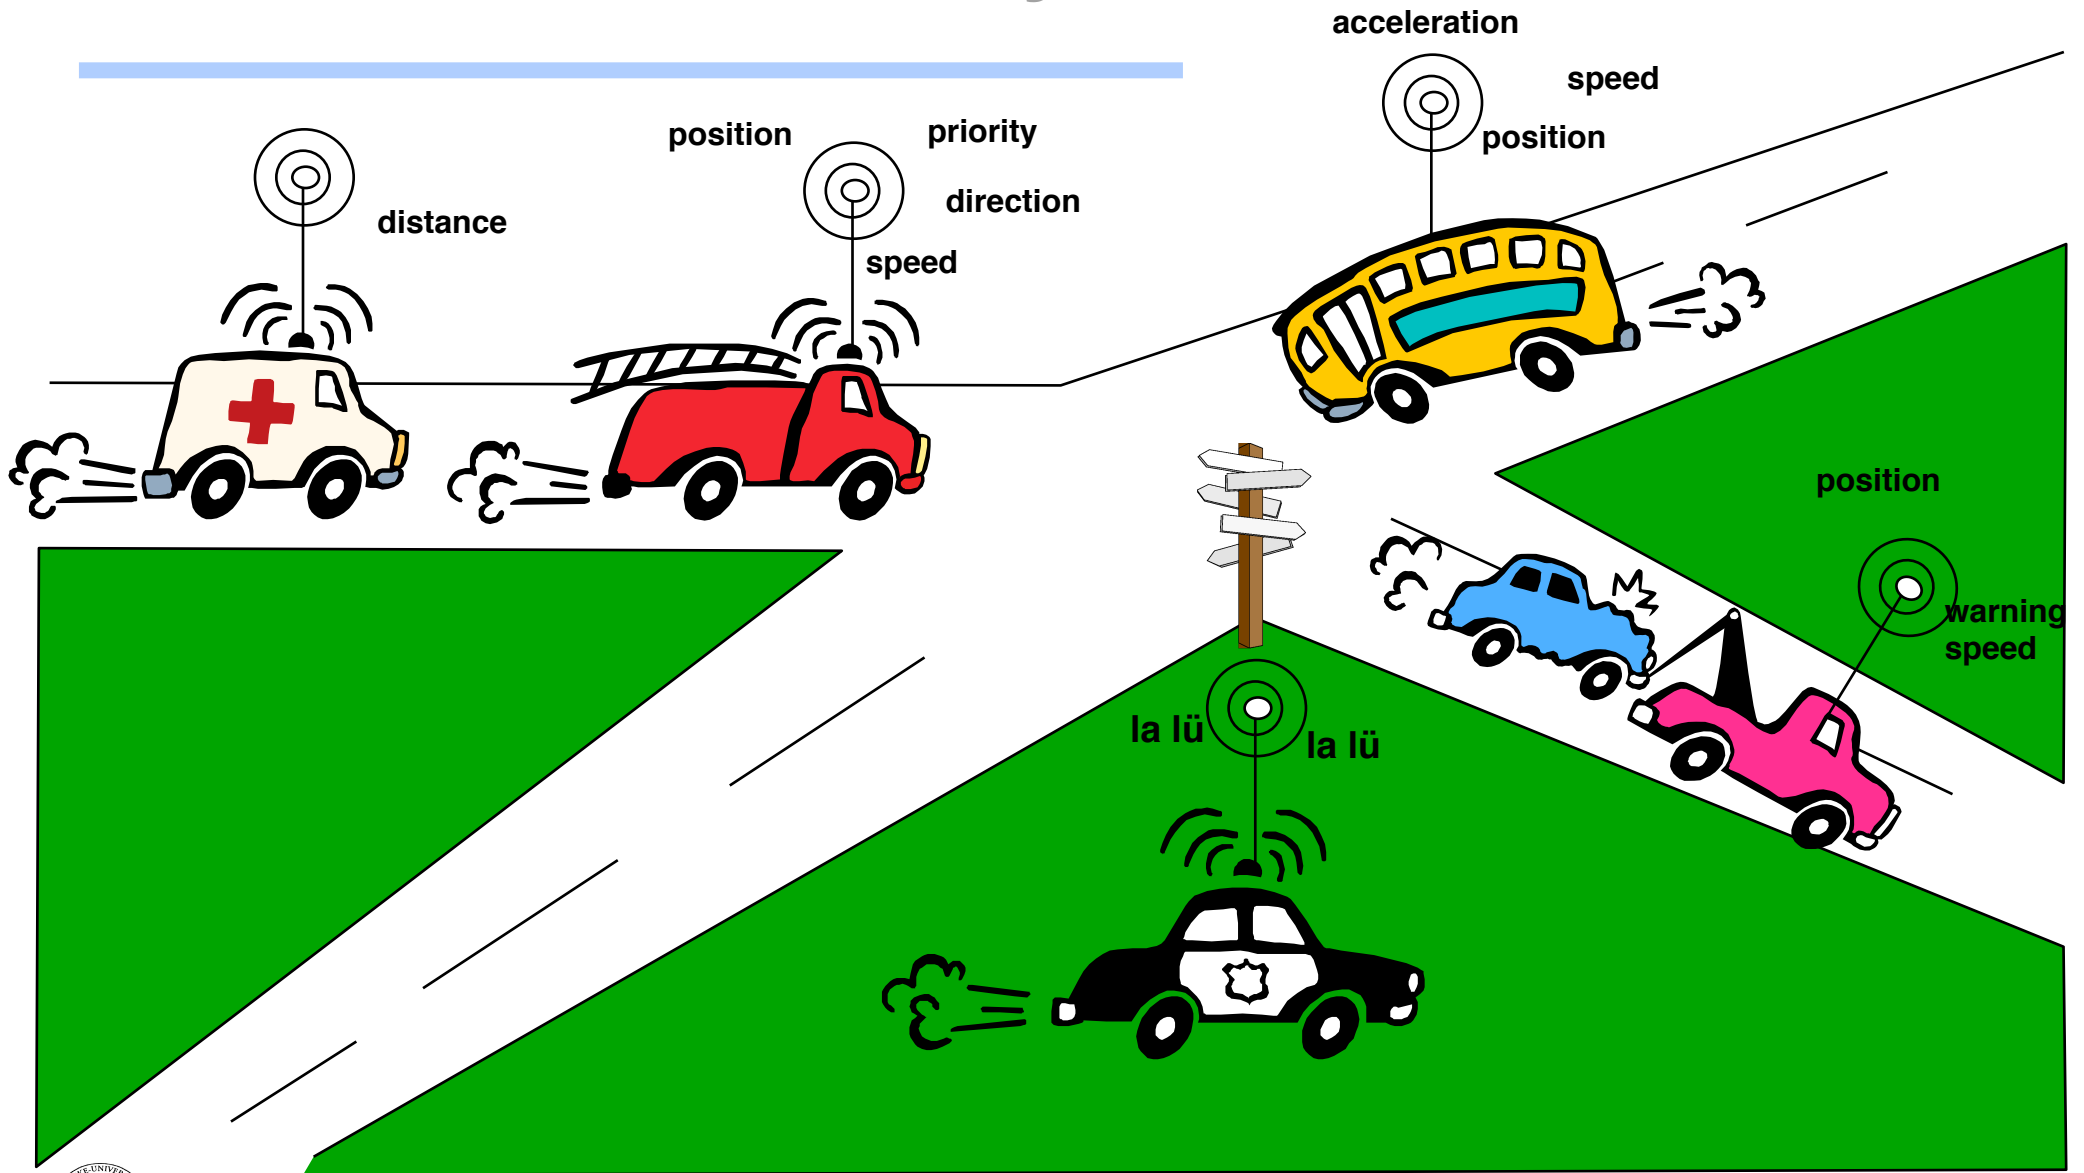 acceleration
speed
position
priority
position
direction
distance
speed
position
warning
speed
la lü
la lü